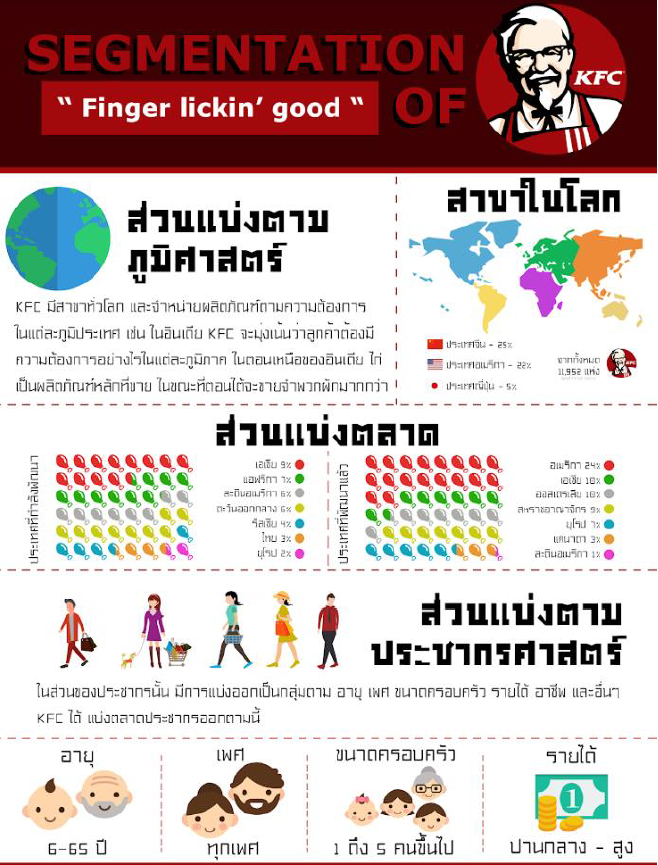 SEGMENTATION
“ Finger lickin’ good “
OF
KFC
ส่วนแบ่งตาม
ภูมิศาสตร์
KFC มีสาขาทั่วโลก และจำหน่ายผลิตภัณฑ์ตามความต้องการ
ในแต่ละภูมิประเทศ เช่น ในอินเดีย KFC จะมุ่งเน้นว่าลูกค้าต้องมี
ความต้องการอย่างไรในแต่ละภูมิภาค ในตอนเหนือของอินเดีย ไก่
เป็นผลิตภัณฑ์หลักที่ขาย ในขณะที่ตอนใต้จะขายจำพวกผักมากกว่า
สาขาในโลก
ประเทศจีน - 25%
ประเทศอเมริกา - 22%
ประเทศญี่ปุ่น - 5%
จากทั้งหมด
11,952 แห่ง
ส่วนแบ่งตลาด
ประเทศที่กำลังพัฒนา
เอเชีย 9%
แอฟริกา 7%
ละตินอเมริกา 6%
ตะวันออกกลาง 6%
รัสเซีย 4%
ไทย 3%
ยุโรป 2%
ประเทศที่พัฒนาแล้ว
อเมริกา 24%
เอเชีย 10%
ออสเตรเลีย 10%
สหราชอาณาจักร 9%
ยุโรป 7%
แคนาดา 3%
ละตินอเมริกา 1%
ส่วนแบ่งตาม
ประชากรศาสตร์
ในส่วนของประชากรนั้น มีการแบ่งออกเป็นกลุ่มตาม อายุ เพศ ขนาดครอบครัว รายได้ อาชีพ และอื่นๆ
KFC ได้ แบ่งตลาดประชากรออกตามนี้
อายุ
6-65 ปี
เพศ
ทุกเพศ
ขนาดครอบครัว
1 ถึง 5 คนขึ้นไป
รายได้
1
ปานกลาง - สูง